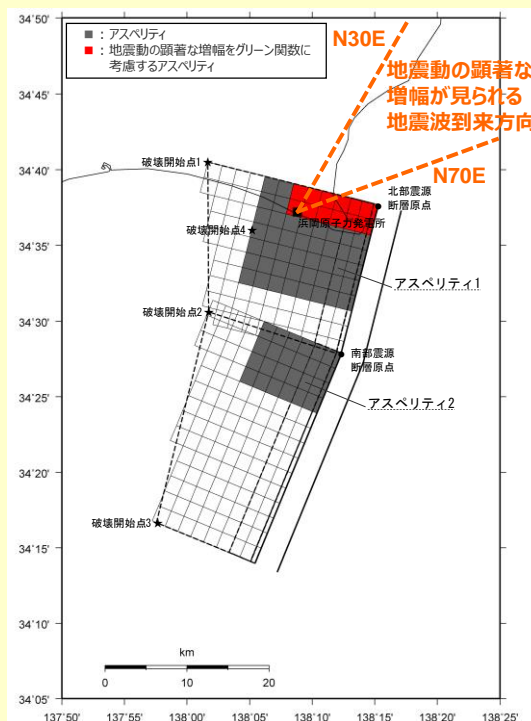 34°50'
■ : アスペリティ
■ : 地震動の顕著な増幅をグリーン関数に
考慮するアスペリティ
N30E
地震動の顕著な
増幅が見られる
地震波到来方向
N70E
34°45'
34°40'
破壊開始点1
北部震源
断層原点
浜岡原子力発電所
破壊開始点4
34°35'
アスペリティ1
34°30'
破壊開始点2
南部震源
断層原点
34°25'
アスペリティ2
34°20'
破壊開始点3
34°15'
34°10'
km
0 10 20
34°05'
137°50' 137°55' 138°00' 138°05' 138°10' 138°15' 138°20' 138°25'